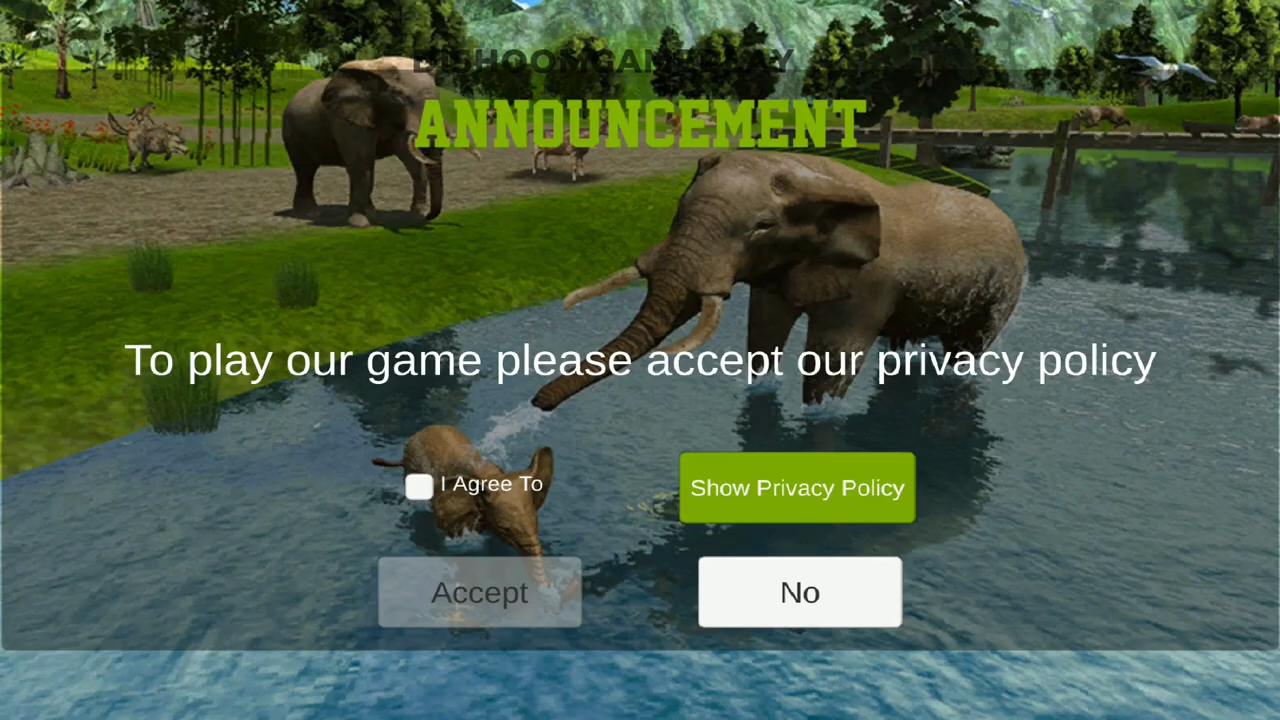 ANNOUNCEMENT
To play our game please accept our privacy policy
I Agree To
Show Privacy Policy
Accept
No